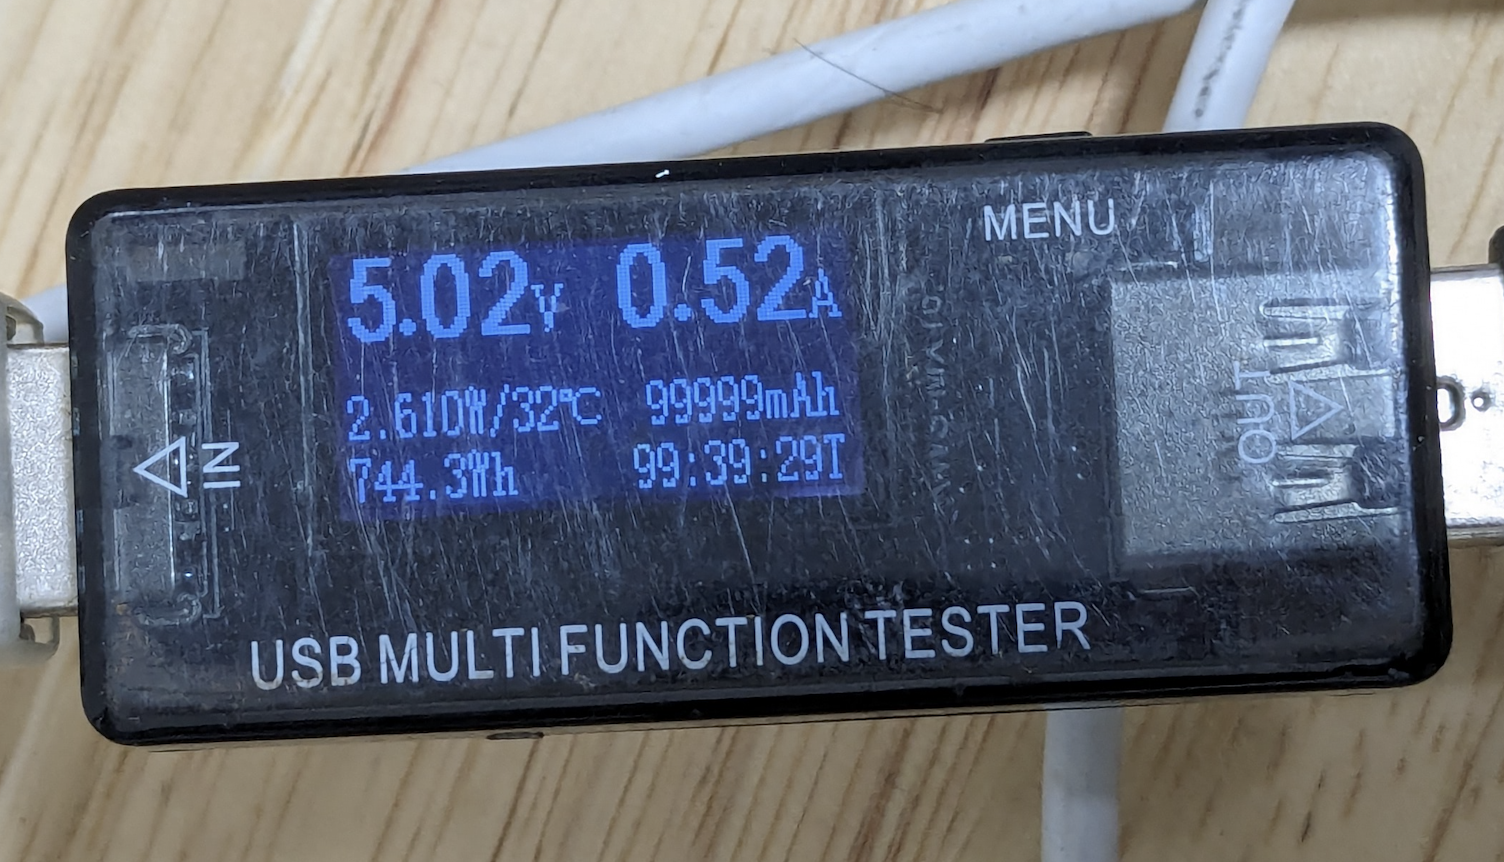 MENU
5.02V 0.52A
2.610W/32℃ 99999mAh
744.3Wh 99:39:29T
IN
OUT
USB MULTI FUNCTION TESTER